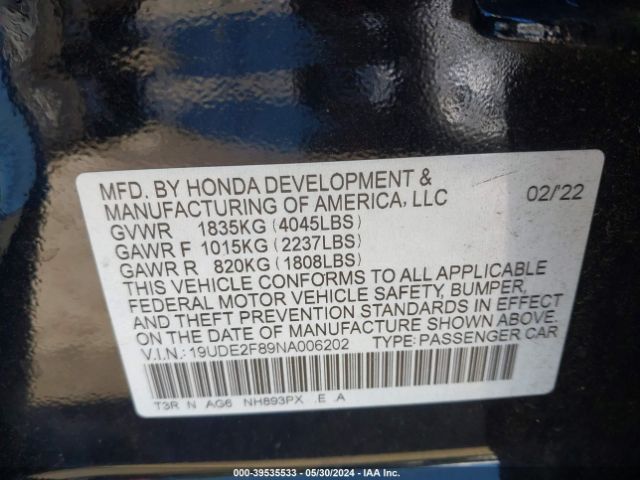 MFD. BY HONDA DEVELOPMENT &
MANUFACTURING OF AMERICA, LLC 02/'22
GVWR 1835KG (4045LBS)
GAWR F 1015KG (2237LBS)
GAWR R 820KG (1808LBS)
THIS VEHICLE CONFORMS TO ALL APPLICABLE
FEDERAL MOTOR VEHICLE SAFETY, BUMPER,
AND THEFT PREVENTION STANDARDS IN EFFECT
ON THE DATE OF MANUFACTURE SHOWN ABOVE.
V.I.N.: 19UDE2F89NA006202 TYPE: PASSENGER CAR
T3R N AG6 NH893PX .E .A
000-39535533 - 05/30/2024 - IAA Inc.